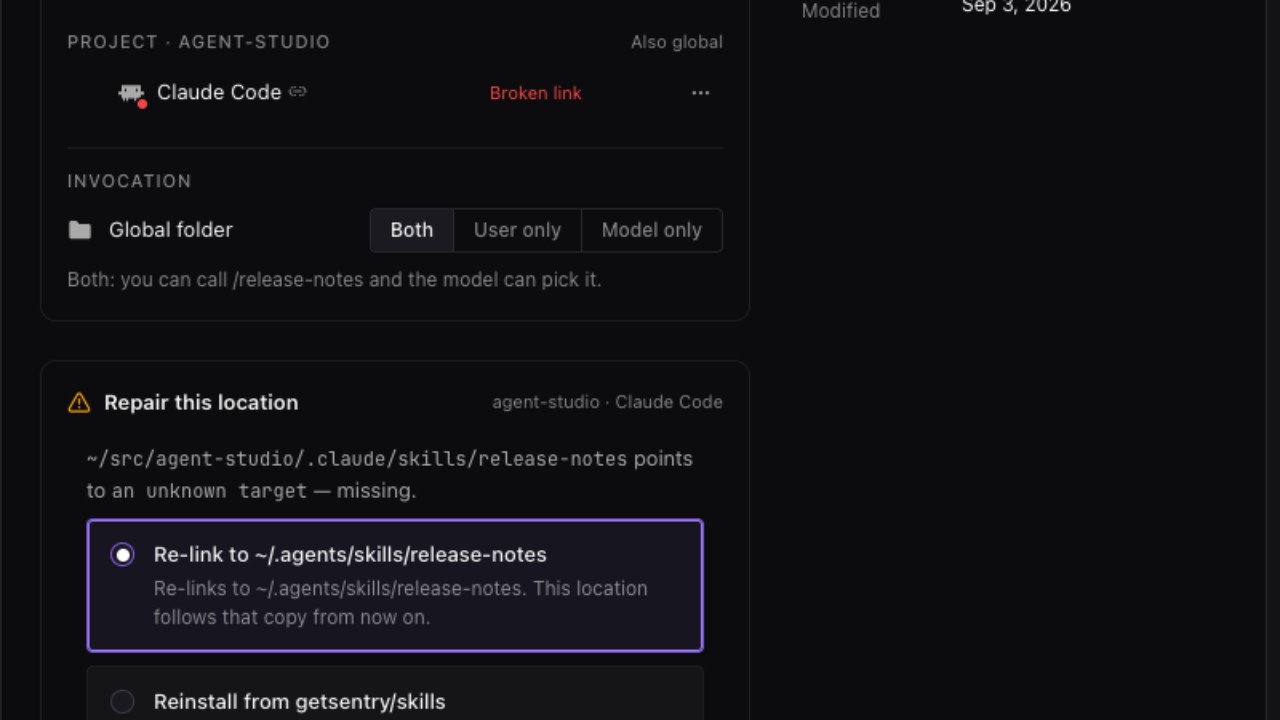 Modified
Sep 3, 2026
PROJECT · AGENT-STUDIO
Also global
Claude Code
Broken link
INVOCATION
Global folder
Both
User only
Model only
Both: you can call /release-notes and the model can pick it.
Repair this location
agent-studio · Claude Code
~/src/agent-studio/.claude/skills/release-notes points
to an unknown target — missing.
Re-link to ~/.agents/skills/release-notes
Re-links to ~/.agents/skills/release-notes. This location
follows that copy from now on.
Reinstall from getsentry/skills